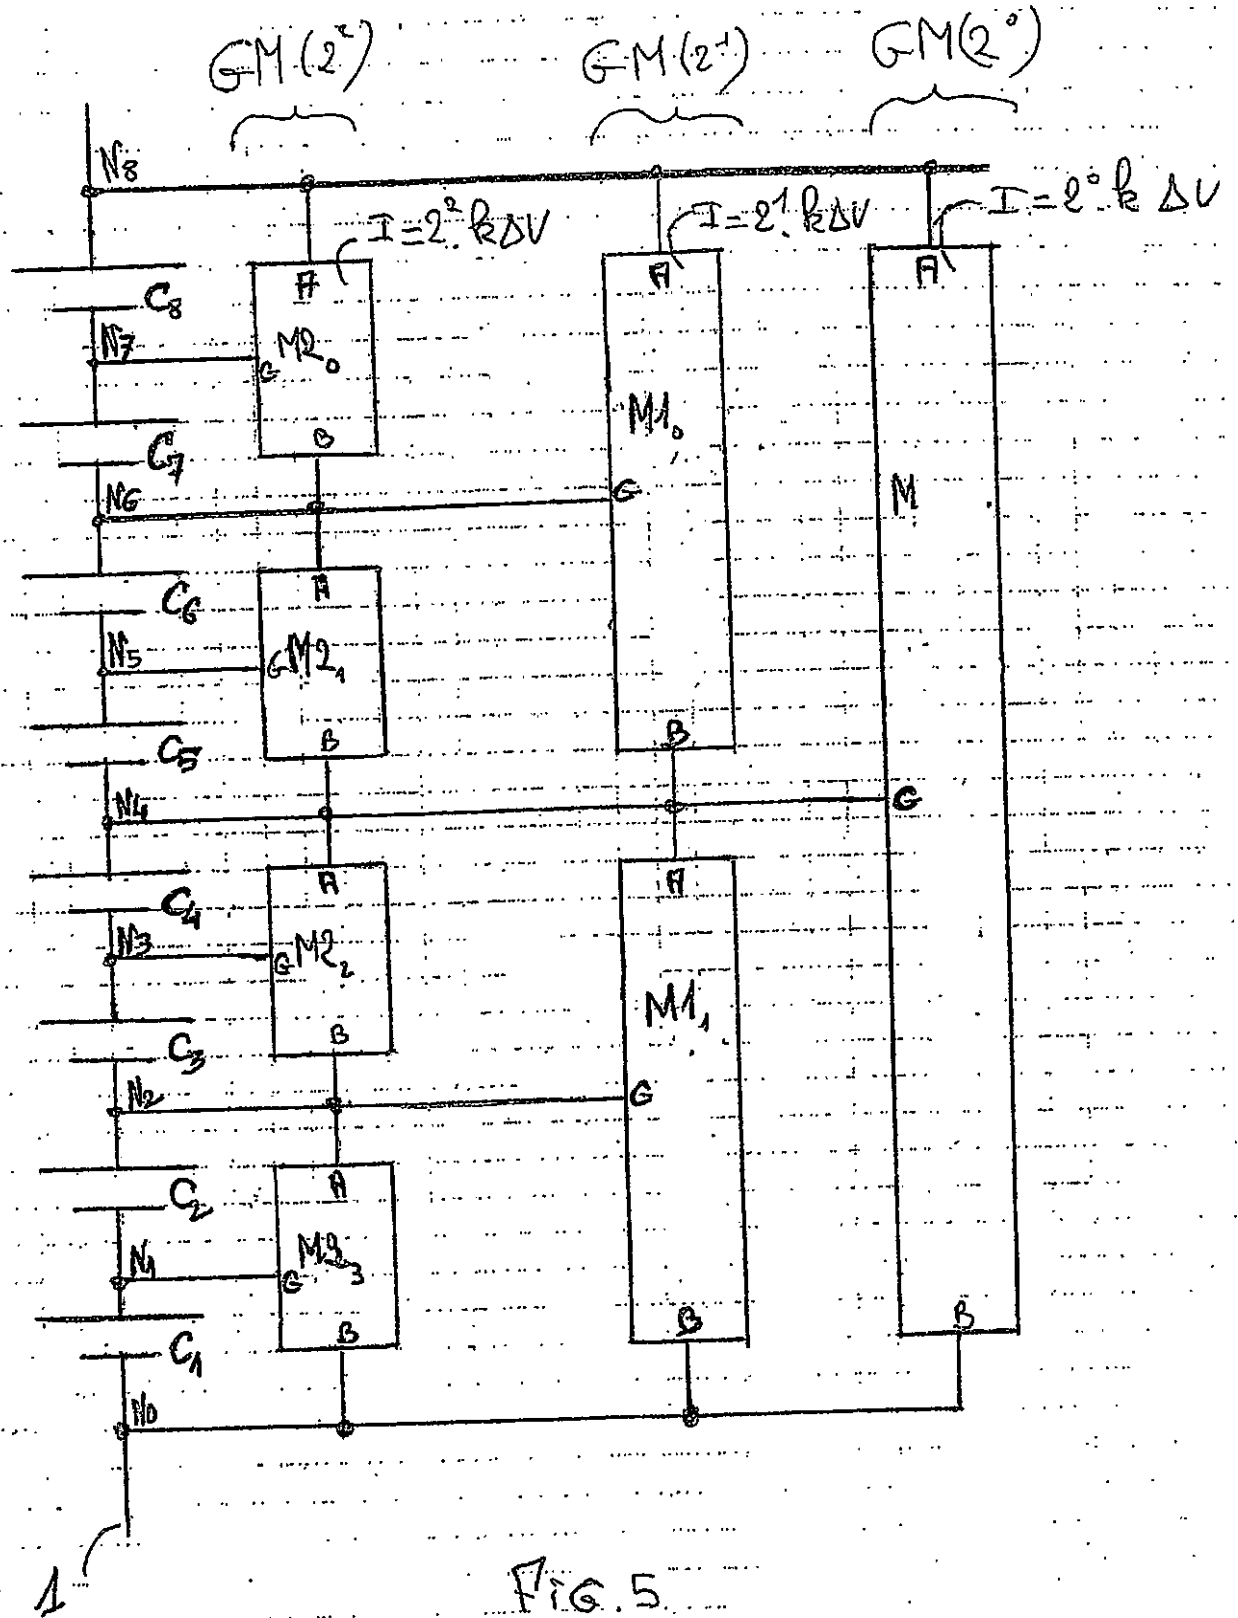 GM(2²) GM(2¹) GM(2⁰)
N8
I=2².kΔV I=2¹.kΔV I=2⁰.kΔV
A A A
C₈
N7
G M2₀
M1₀
B
C₇
N6 G M
A
C₆
N5
G M2₁
B B
C₅
N4 G
A A
C₄
N3
G M2₂
M1₁
B
C₃
N2 G
A
C₂
N1 M2₃
G
B B B
C₁
N0
1
FiG.5